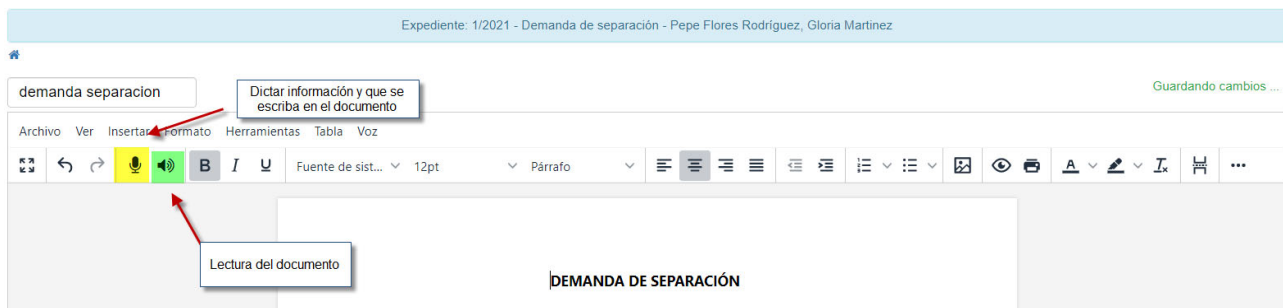 Expediente: 1/2021 - Demanda de separación - Pepe Flores Rodríguez, Gloria Martinez
demanda separacion
Dictar información y que se
escriba en el documento
Guardando cambios ...
Archivo Ver Insertar Formato Herramientas Tabla Voz
B I U Fuente de sist... 12pt Párrafo A I
Lectura del documento
DEMANDA DE SEPARACIÓN